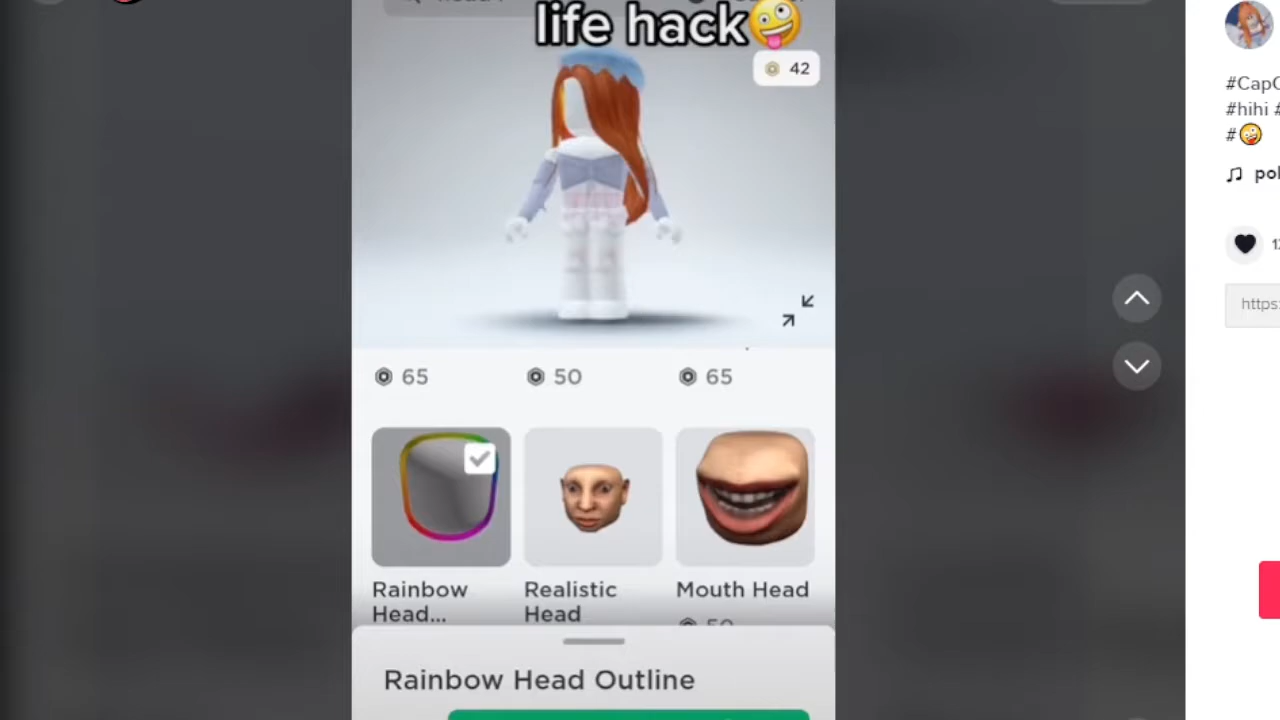 life hack🤪
42
65
50
65
Rainbow
Head...
Realistic
Head
Mouth Head
50
Rainbow Head Outline
#CapC
#hihi #
#🤪
pol
https: